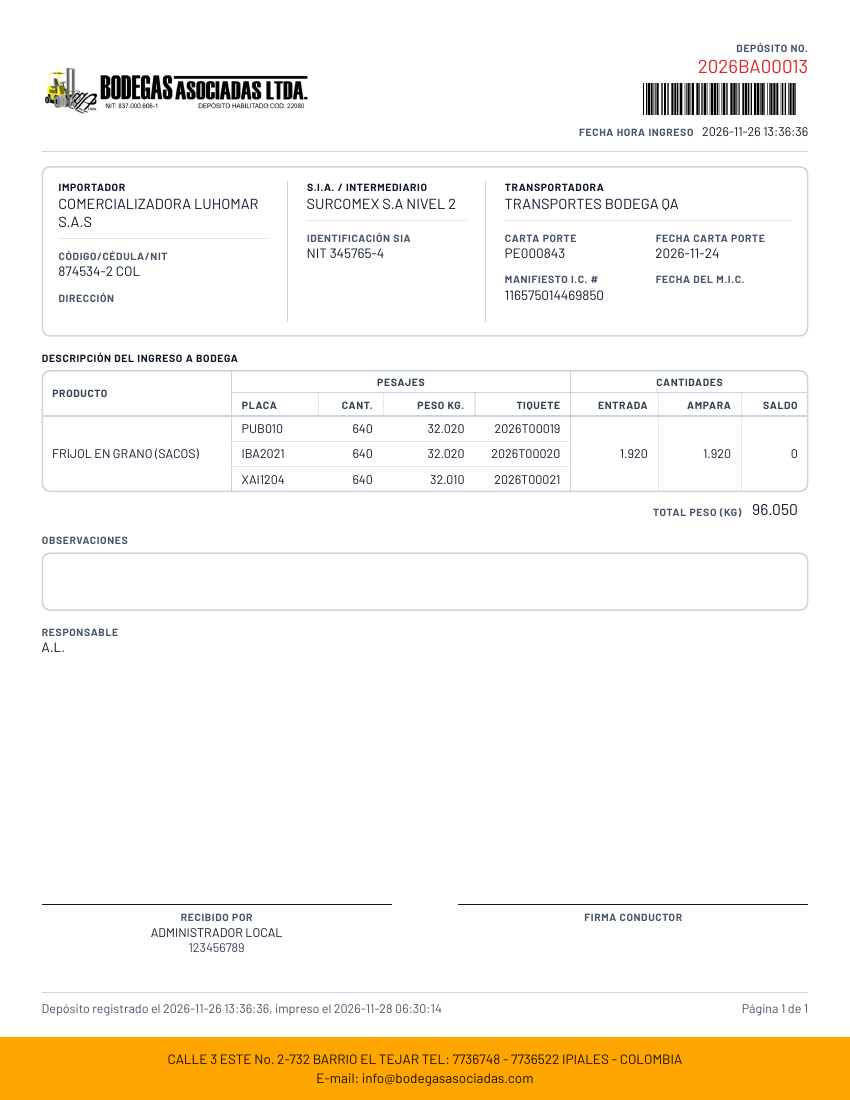 DEPÓSITO NO.
2026BA00013
BODEGAS ASOCIADAS LTDA.
NIT: 837.000.606-1 DEPÓSITO HABILITADO COD. 22080
FECHA HORA INGRESO 2026-11-26 13:36:36
IMPORTADOR
COMERCIALIZADORA LUHOMAR
S.A.S
CÓDIGO/CÉDULA/NIT
874534-2 COL
DIRECCIÓN
S.I.A. / INTERMEDIARIO
SURCOMEX S.A NIVEL 2
IDENTIFICACIÓN SIA
NIT 345765-4
TRANSPORTADORA
TRANSPORTES BODEGA QA
CARTA PORTE FECHA CARTA PORTE
PE000843 2026-11-24
MANIFIESTO I.C. # FECHA DEL M.I.C.
116575014469850
DESCRIPCIÓN DEL INGRESO A BODEGA
PRODUCTO PESAJES CANTIDADES
PLACA CANT. PESO KG. TIQUETE ENTRADA AMPARA SALDO
PUB010 640 32.020 2026T00019
FRIJOL EN GRANO (SACOS) IBA2021 640 32.020 2026T00020 1.920 1.920 0
XAI1204 640 32.010 2026T00021
TOTAL PESO (KG) 96.050
OBSERVACIONES
RESPONSABLE
A.L.
RECIBIDO POR FIRMA CONDUCTOR
ADMINISTRADOR LOCAL
123456789
Depósito registrado el 2026-11-26 13:36:36, impreso el 2026-11-28 06:30:14 Página 1 de 1
CALLE 3 ESTE No. 2-732 BARRIO EL TEJAR TEL: 7736748 - 7736522 IPIALES - COLOMBIA
E-mail: info@bodegasasociadas.com